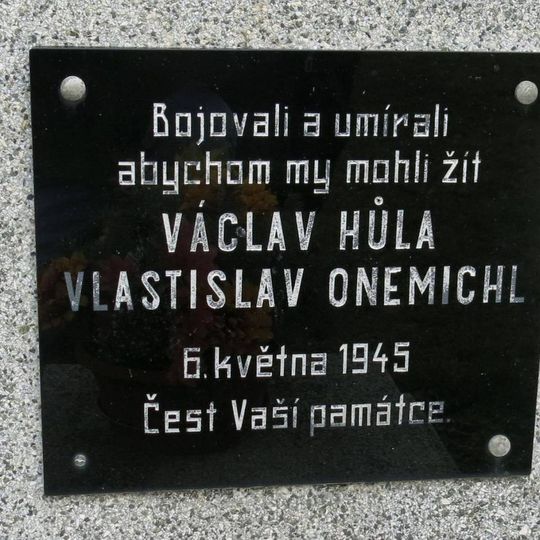 Bojovali a umírali
abychom my mohli žít
VÁCLAV HŮLA
VLASTISLAV ONEMICHL
6. května 1945
Čest Vaší památce.